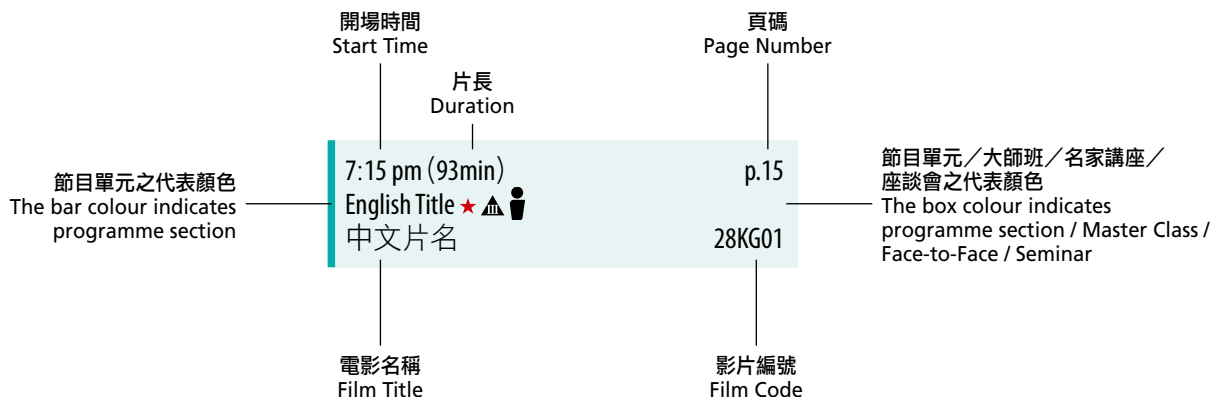 開場時間
Start Time
頁碼
Page Number
片長
Duration
節目單元之代表顏色
The bar colour indicates
programme section
7:15 pm (93min)
p.15
English Title ★
中文片名
28KG01
節目單元／大師班／名家講座／
座談會之代表顏色
The box colour indicates
programme section / Master Class /
Face-to-Face / Seminar
電影名稱
Film Title
影片編號
Film Code